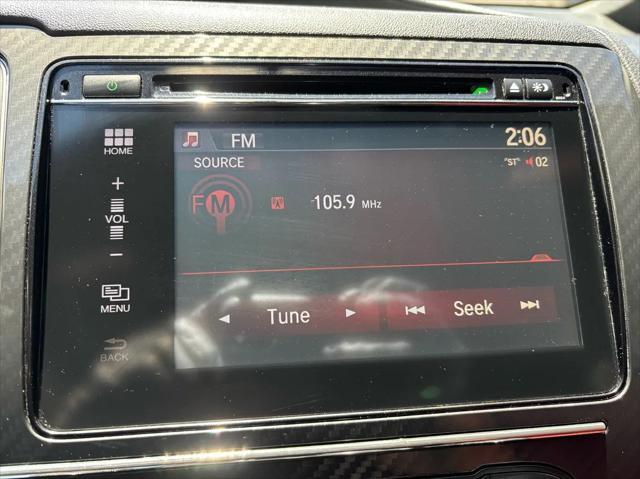 FM
2:06
HOME
SOURCE
"ST" 02
FM
105.9 MHz
+
VOL
−
MENU
Tune
Seek
BACK